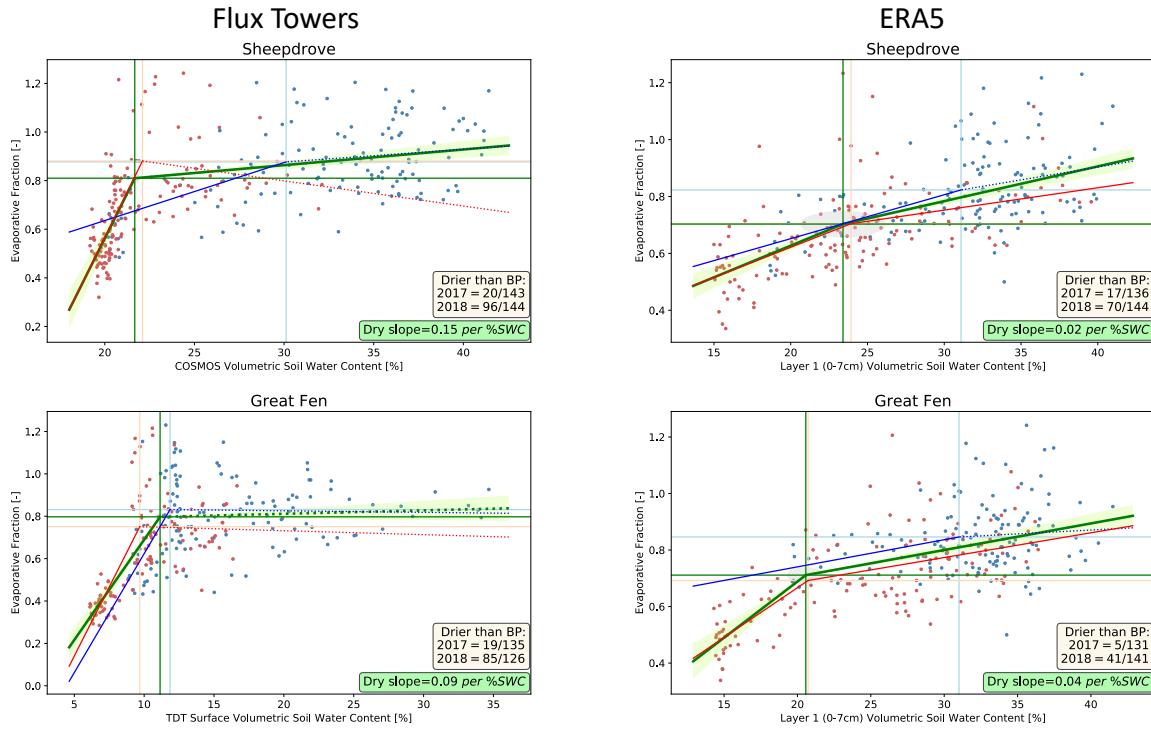 Flux Towers
ERA5
Sheepdrove
1.2
1.0
0.8
0.6
0.4
0.2
Evaporative Fraction [-]
Drier than BP:
2017 = 20/143
2018 = 96/144
Dry slope=0.15 per %SWC
20 25 30 35 40
COSMOS Volumetric Soil Water Content [%]
Sheepdrove
1.2
1.0
0.8
0.6
0.4
Evaporative Fraction [-]
Drier than BP:
2017 = 17/136
2018 = 70/144
Dry slope=0.02 per %SWC
15 20 25 30 35 40
Layer 1 (0-7cm) Volumetric Soil Water Content [%]
Great Fen
1.2
1.0
0.8
0.6
0.4
0.2
0.0
Evaporative Fraction [-]
Drier than BP:
2017 = 19/135
2018 = 85/126
Dry slope=0.09 per %SWC
5 10 15 20 25 30 35
TDT Surface Volumetric Soil Water Content [%]
Great Fen
1.2
1.0
0.8
0.6
0.4
Evaporative Fraction [-]
Drier than BP:
2017 = 5/131
2018 = 41/141
Dry slope=0.04 per %SWC
15 20 25 30 35 40
Layer 1 (0-7cm) Volumetric Soil Water Content [%]